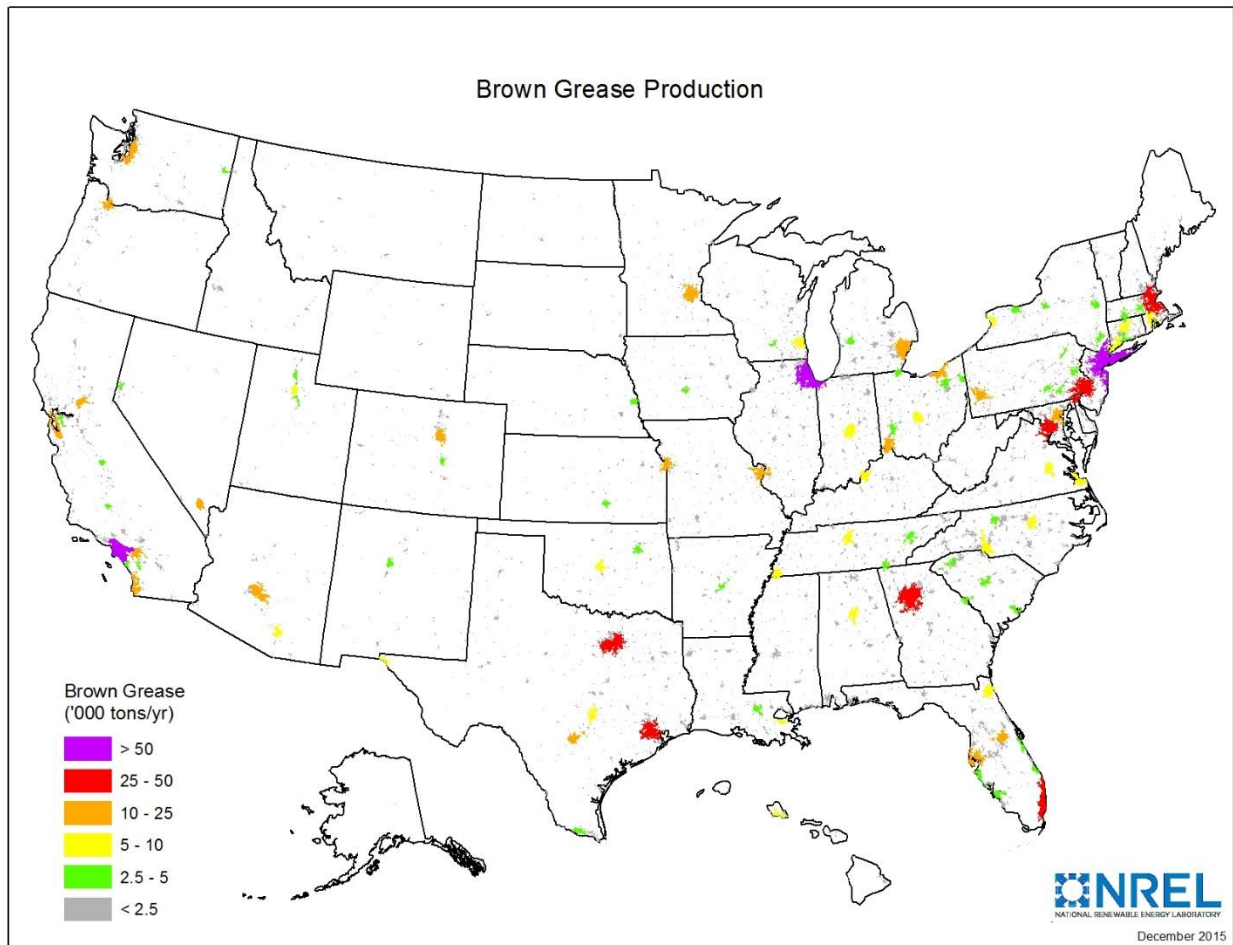 Brown Grease Production
Brown Grease
('000 tons/yr)
> 50
25 - 50
10 - 25
5 - 10
2.5 - 5
< 2.5
NREL
NATIONAL RENEWABLE ENERGY LABORATORY
December 2015